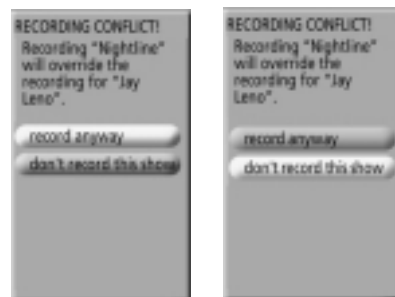 RECORDING CONFLICT!
Recording "Nightline"
will override the
recording for "Jay
Leno".
record anyway
don't record this show
RECORDING CONFLICT!
Recording "Nightline"
will override the
recording for "Jay
Leno".
record anyway
don't record this show